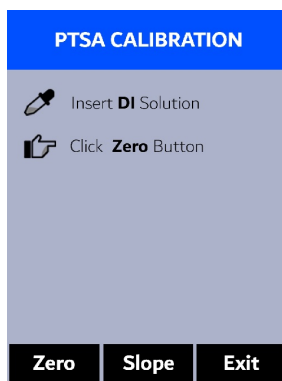 PTSA CALIBRATION
Insert DI Solution
Click Zero Button
Zero Slope Exit